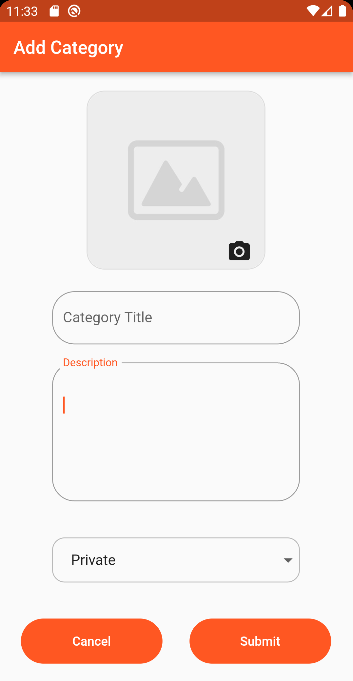 11:33
Add Category
Category Title
Description
Private
Cancel
Submit